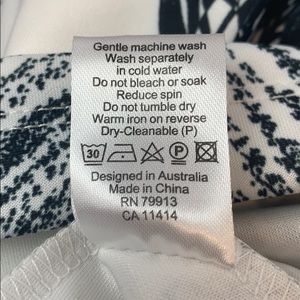 Gentle machine wash
Wash separately
in cold water
Do not bleach or soak
Reduce spin
Do not tumble dry
Warm iron on reverse
Dry-Cleanable (P)
30 P
Designed in Australia
Made in China
RN 79913
CA 11414